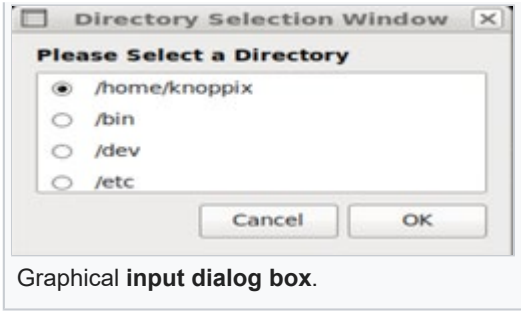 Directory Selection Window
Please Select a Directory
/home/knoppix
/bin
/dev
/etc
Cancel OK
Graphical input dialog box.